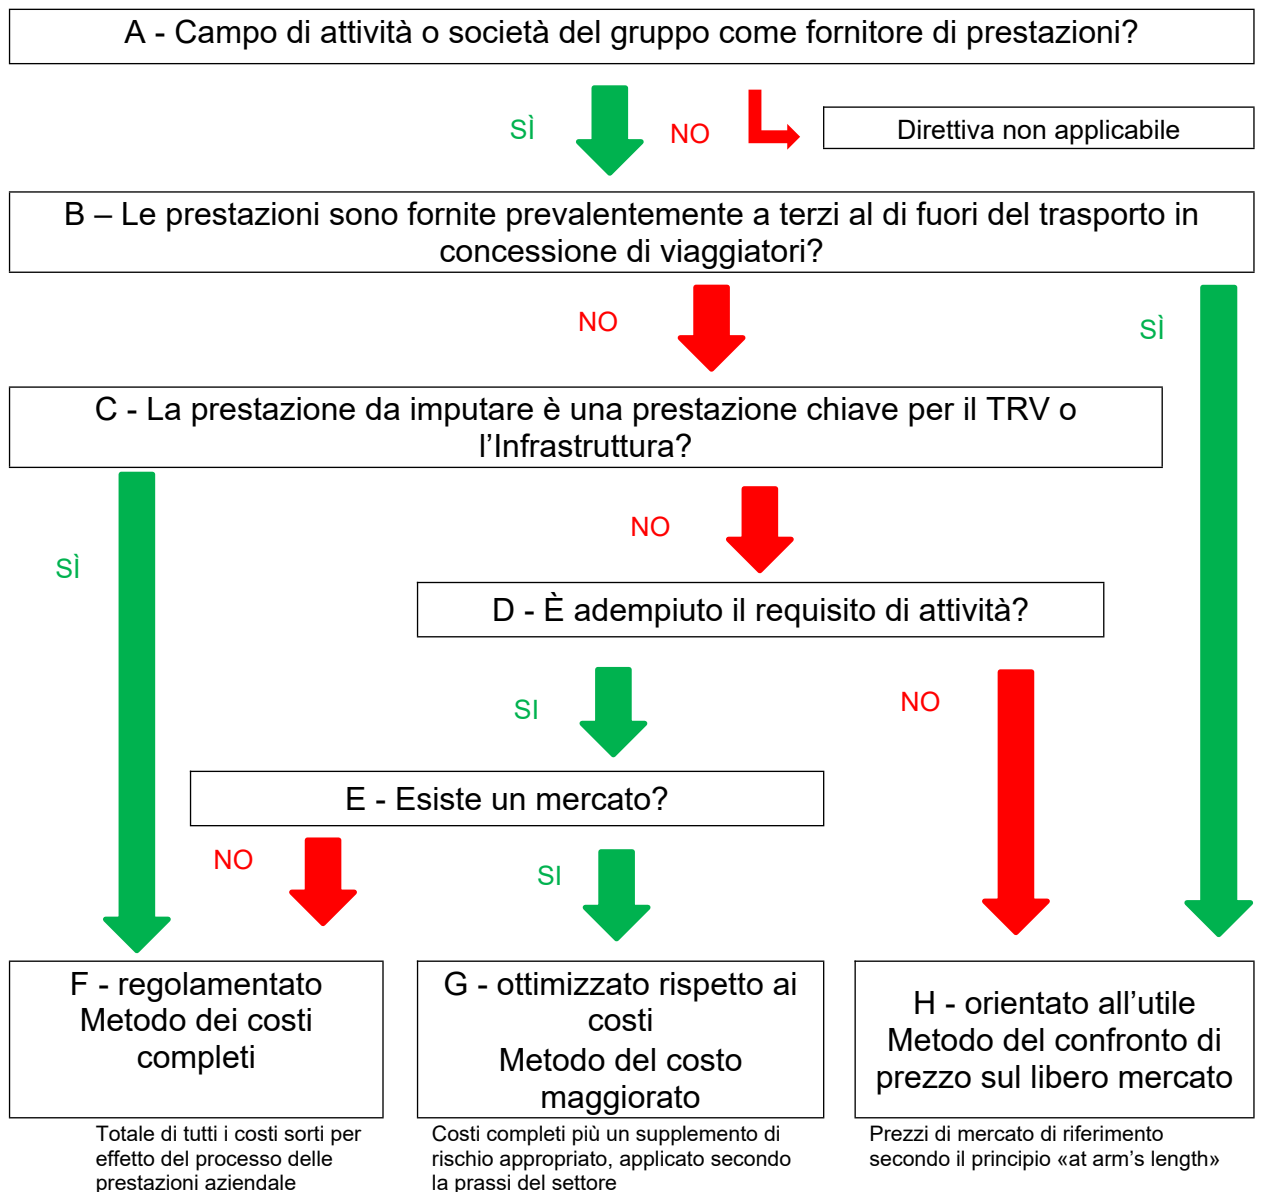 A - Campo di attività o società del gruppo come fornitore di prestazioni?
SÌ
NO
Direttiva non applicabile
B – Le prestazioni sono fornite prevalentemente a terzi al di fuori del trasporto in
concessione di viaggiatori?
NO
SÌ
C - La prestazione da imputare è una prestazione chiave per il TRV o
l’Infrastruttura?
NO
SÌ
D - È adempiuto il requisito di attività?
SI
NO
E - Esiste un mercato?
NO
SI
F - regolamentato
Metodo dei costi
completi
G - ottimizzato rispetto ai
costi
Metodo del costo
maggiorato
H - orientato all’utile
Metodo del confronto di
prezzo sul libero mercato
Totale di tutti i costi sorti per
effetto del processo delle
prestazioni aziendale
Costi completi più un supplemento di
rischio appropriato, applicato secondo
la prassi del settore
Prezzi di mercato di riferimento
secondo il principio «at arm’s length»